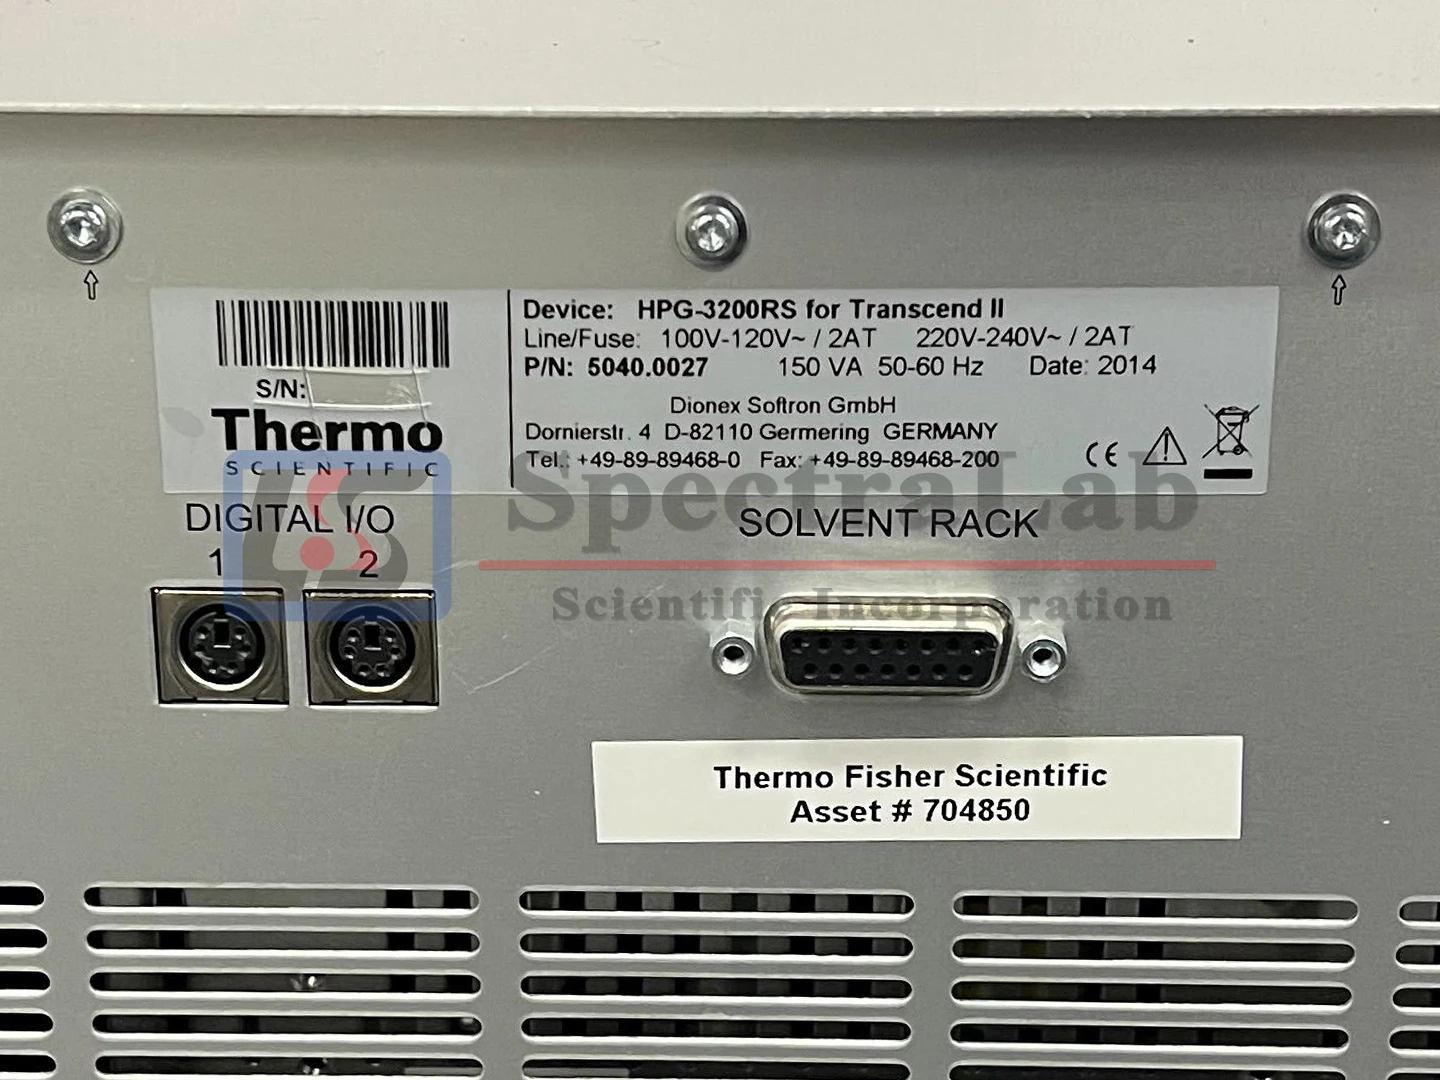 Device: HPG-3200RS for Transcend II
Line/Fuse: 100V-120V~ / 2AT 220V-240V~ / 2AT
P/N: 5040.0027 150 VA 50-60 Hz Date: 2014
S/N:
Thermo
SCIENTIFIC
Dionex Softron GmbH
Dornierstr. 4 D-82110 Germering GERMANY
Tel.: +49-89-89468-0 Fax: +49-89-89468-200
CE
SpectraLab
Scientific Incorporation
DIGITAL I/O
1 2
SOLVENT RACK
Thermo Fisher Scientific
Asset # 704850